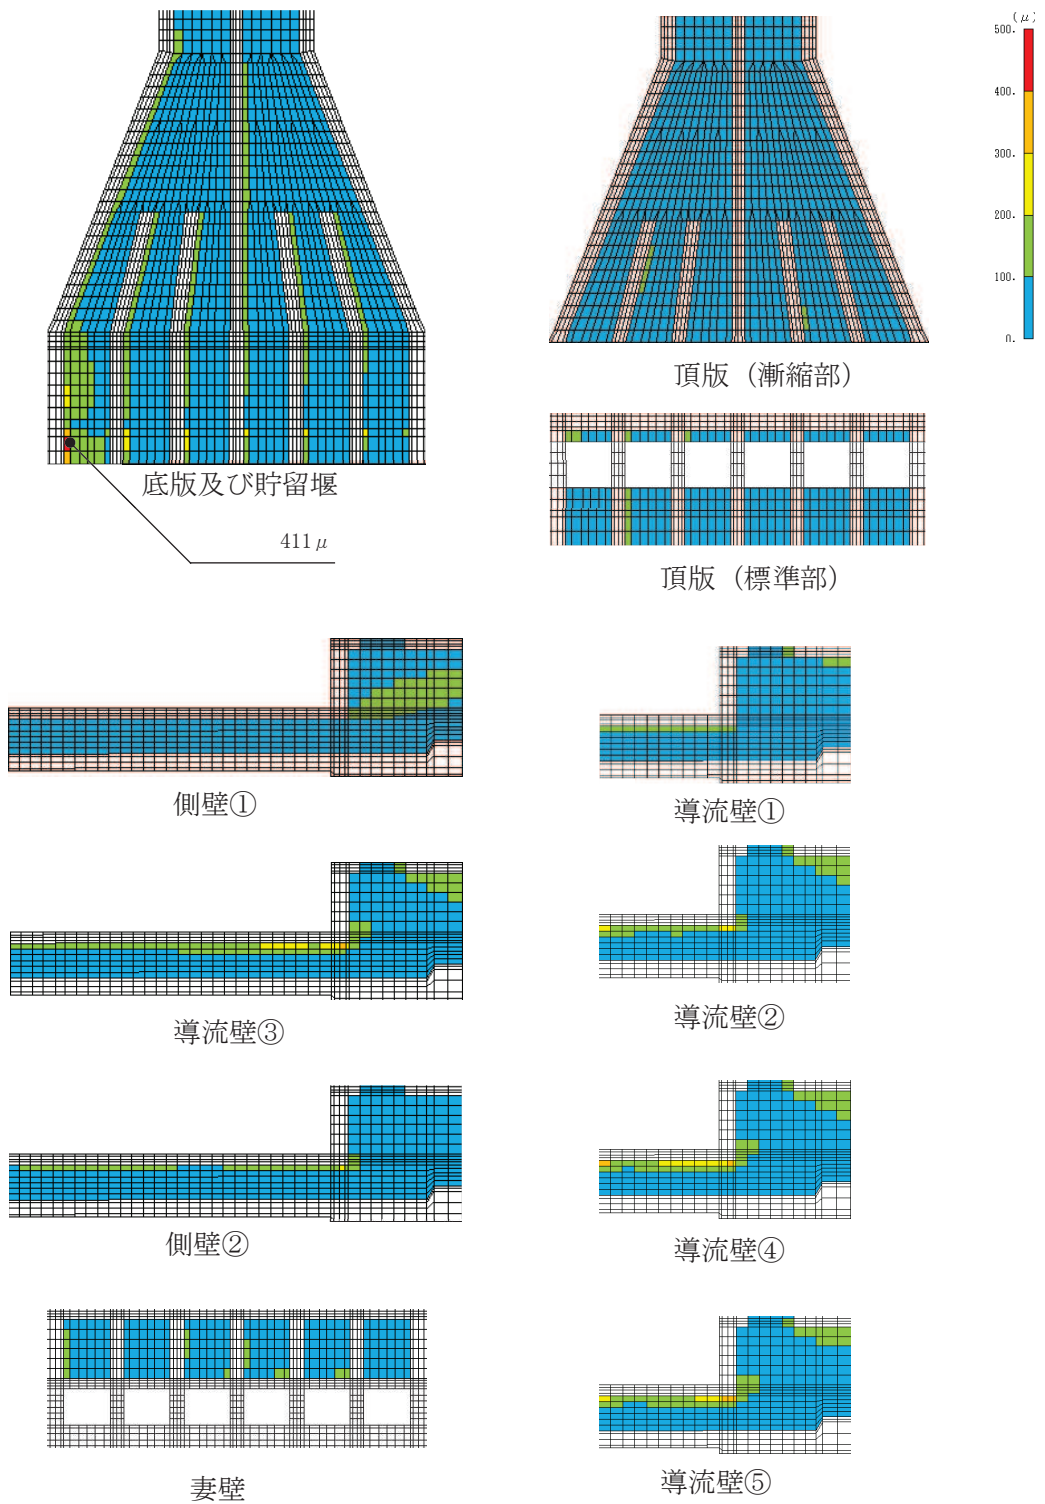 (μ)
500.
400.
300.
200.
100.
0.
頂版（漸縮部）
底版及び貯留堰
411μ
頂版（標準部）
側壁①
導流壁①
導流壁③
導流壁②
側壁②
導流壁④
妻壁
導流壁⑤